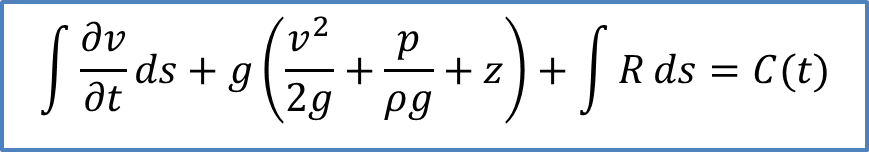 ∫ ∂v/∂t ds + g (v²/2g + p/ρg + z) + ∫ R ds = C(t)